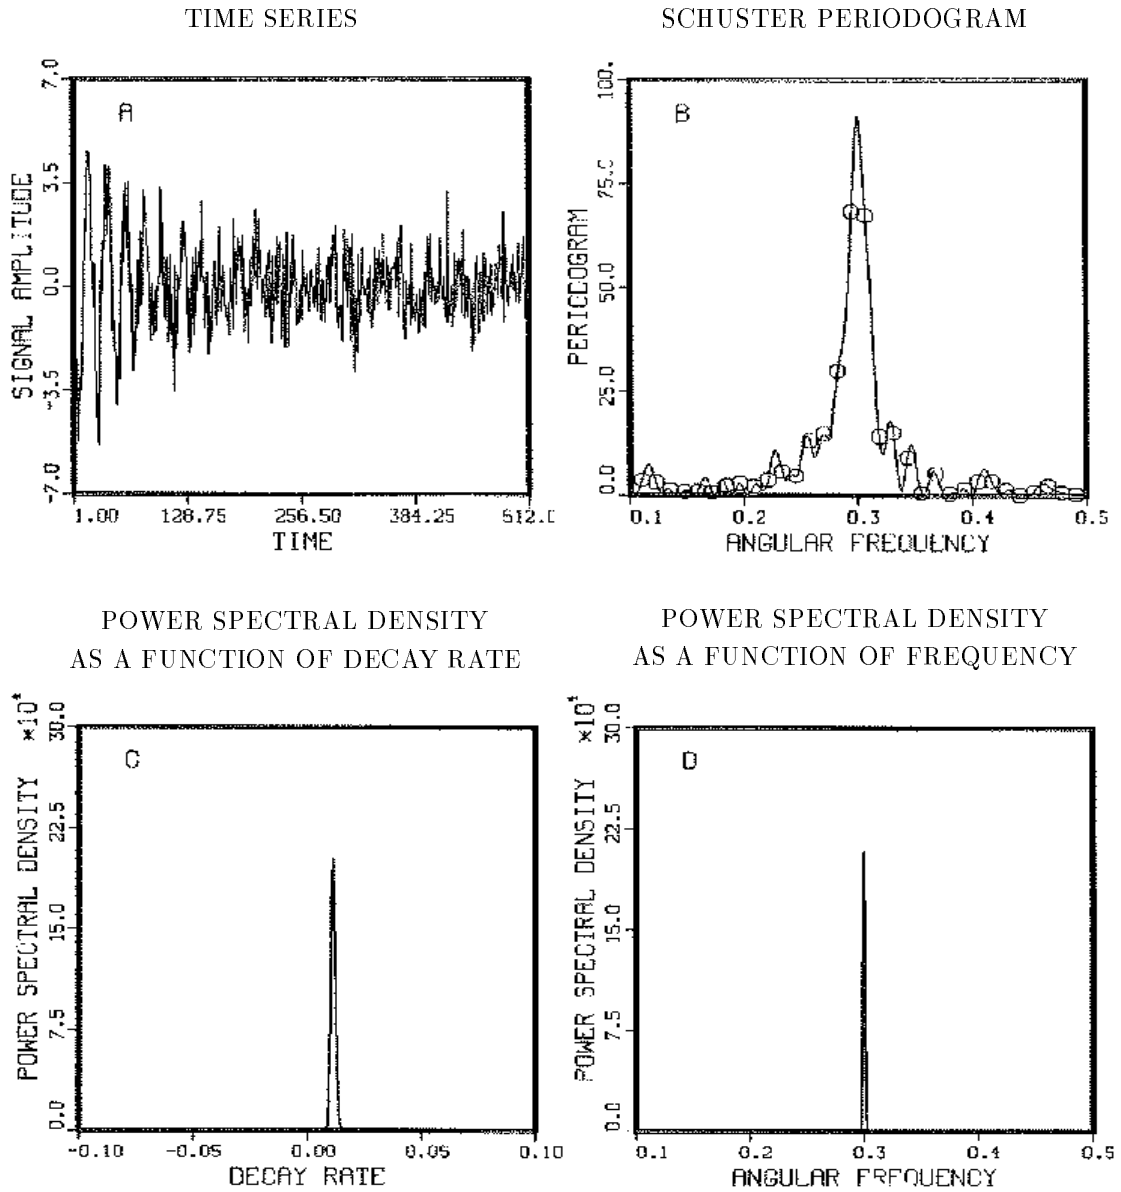 TIME SERIES
SCHUSTER PERIODOGRAM
A
SIGNAL AMPLITUDE
7.0
3.5
0.0
-3.5
-7.0
1.00 128.75 256.50 384.25 512.0
TIME
B
PERIODOGRAM
100.
75.0
50.0
25.0
0.0
0.1 0.2 0.3 0.4 0.5
ANGULAR FREQUENCY
POWER SPECTRAL DENSITY
AS A FUNCTION OF DECAY RATE
POWER SPECTRAL DENSITY
AS A FUNCTION OF FREQUENCY
C
POWER SPECTRAL DENSITY ×10⁴
30.0
22.5
15.0
7.5
0.0
-0.10 -0.05 0.00 0.05 0.10
DECAY RATE
D
POWER SPECTRAL DENSITY ×10⁴
30.0
22.5
15.0
7.5
0.0
0.1 0.2 0.3 0.4 0.5
ANGULAR FREQUENCY